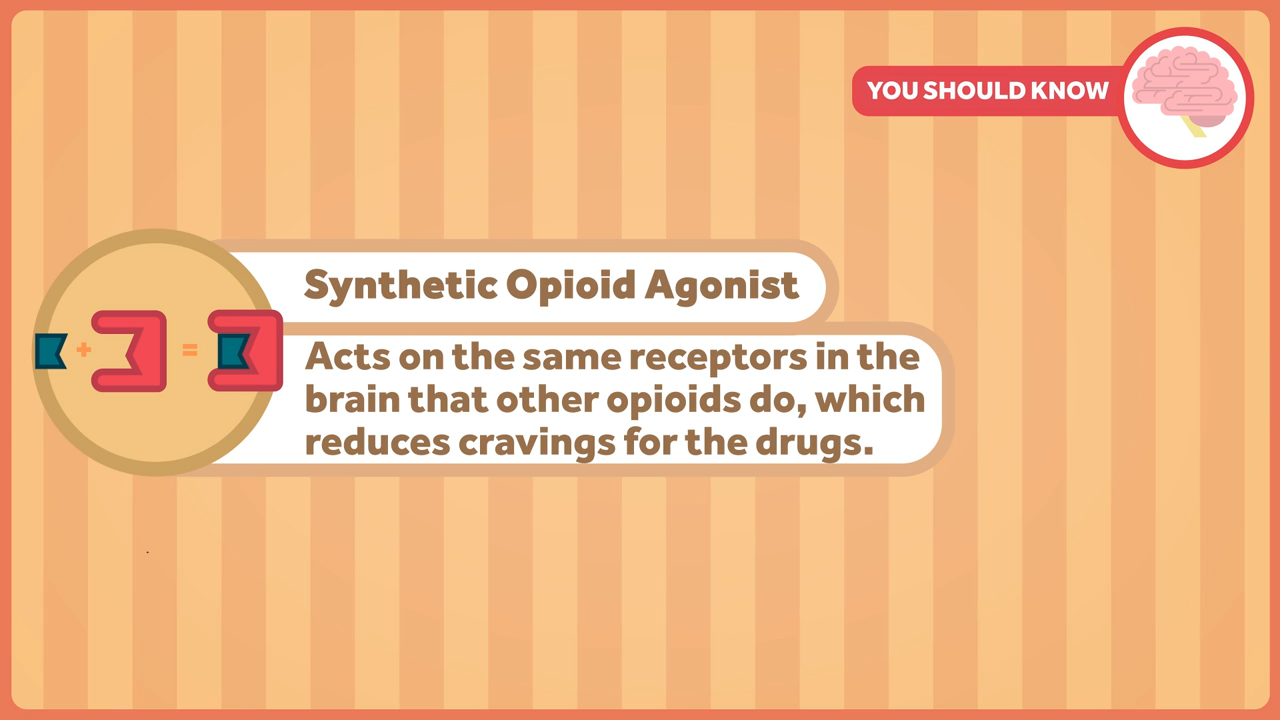 YOU SHOULD KNOW
Synthetic Opioid Agonist
Acts on the same receptors in the
brain that other opioids do, which
reduces cravings for the drugs.
+ =